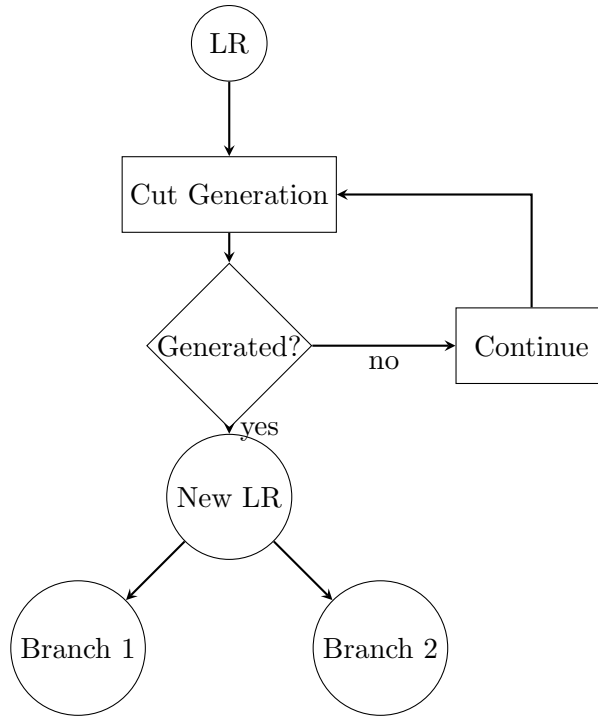 LR
Cut Generation
Generated?
no
Continue
yes
New LR
Branch 1
Branch 2